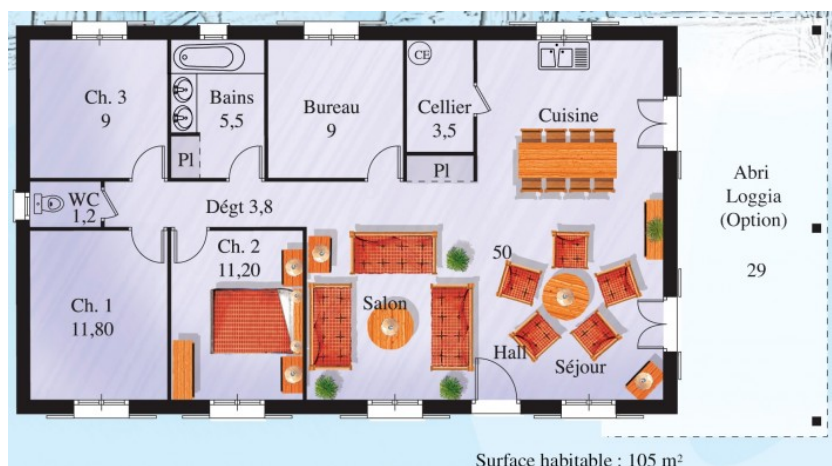 Ch. 3
9
Bains
5,5
Pl
Bureau
9
CE
Cellier
3,5
Pl
Cuisine
Abri
Loggia
(Option)
29
WC
1,2
Dégt 3,8
Ch. 1
11,80
Ch. 2
11,20
Salon
50
Hall
Séjour
Surface habitable : 105 m²